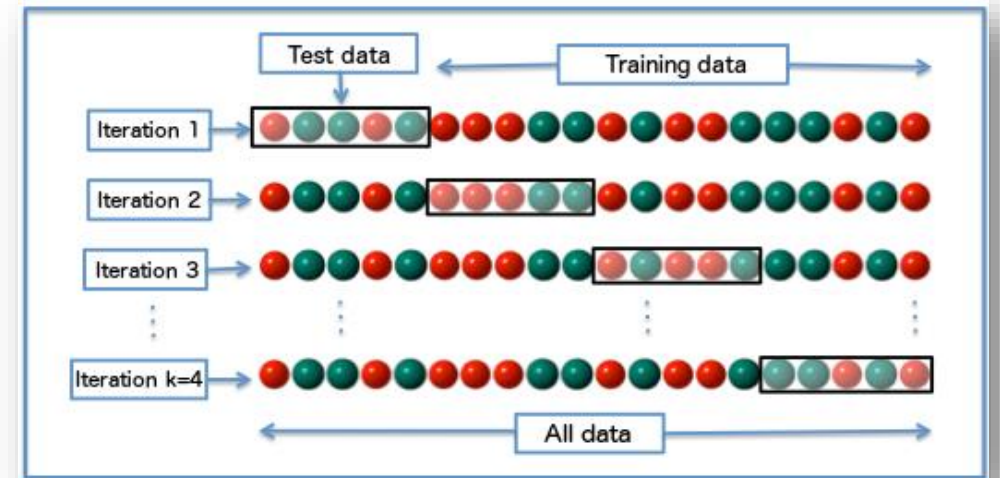 Test data
Training data
Iteration 1
Iteration 2
Iteration 3
Iteration k=4
All data